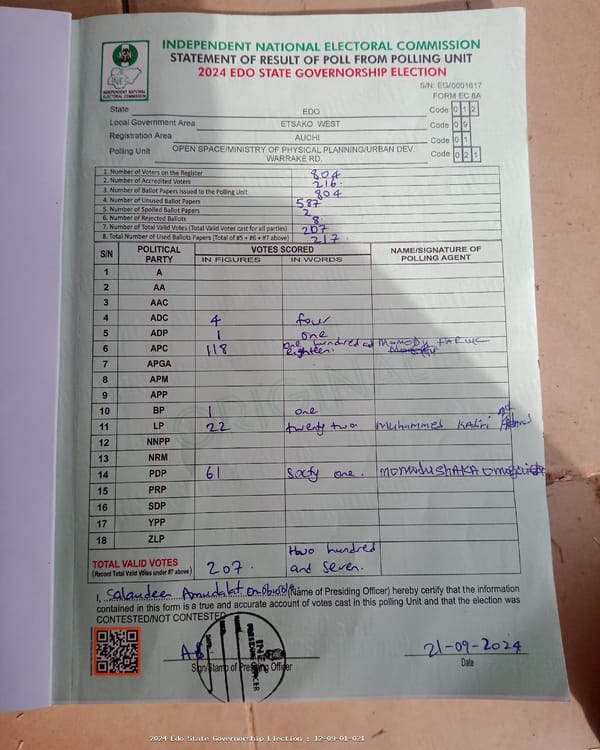 INDEPENDENT NATIONAL ELECTORAL COMMISSION
STATEMENT OF RESULT OF POLL FROM POLLING UNIT
2024 EDO STATE GOVERNORSHIP ELECTION
INEC
INDEPENDENT NATIONAL ELECTORAL COMMISSION
S/N: EG/0001617
FORM EC 8A
State EDO Code 0 1 2
Local Government Area ETSAKO WEST Code 0 9
Registration Area AUCHI Code 0 1
Polling Unit OPEN SPACE/MINISTRY OF PHYSICAL PLANNING/URBAN DEV. WARRAKE RD. Code 0 2 1
1. Number of Voters on the Register 804
2. Number of Accredited Voters 216.
3. Number of Ballot Papers Issued to the Polling Unit 804
4. Number of Unused Ballot Papers 587
5. Number of Spoiled Ballot Papers 2
6. Number of Rejected Ballots 8
7. Number of Total Valid Votes (Total Valid Votes cast for all parties) 207
8. Total Number of Used Ballots Papers (Total of #5 + #6 + #7 above) 217
S/N POLITICAL PARTY VOTES SCORED NAME/SIGNATURE OF POLLING AGENT
IN FIGURES IN WORDS
1 A
2 AA
3 AAC
4 ADC 4 four
5 ADP 1 one
6 APC 118 one hundred and eighteen. MOMODU
7 APGA
8 APM
9 APP
10 BP 1 one
11 LP 22 twenty two Muhammed
12 NNPP
13 NRM
14 PDP 61 Sixty one. MOMODU SHAKA
15 PRP
16 SDP
17 YPP
18 ZLP
TOTAL VALID VOTES 207. two hundred and seven.
(Record Total Valid Votes under #7 above)
I, Salaudeen (Name of Presiding Officer) hereby certify that the information
contained in this form is a true and accurate account of votes cast in this polling Unit and that the election was
CONTESTED/NOT CONTESTED
Sign/Stamp of Presiding Officer
INEC
PRESIDING OFFICER
21-09-2024
Date
2024 Edo State Governorship Election : 12-09-01-021